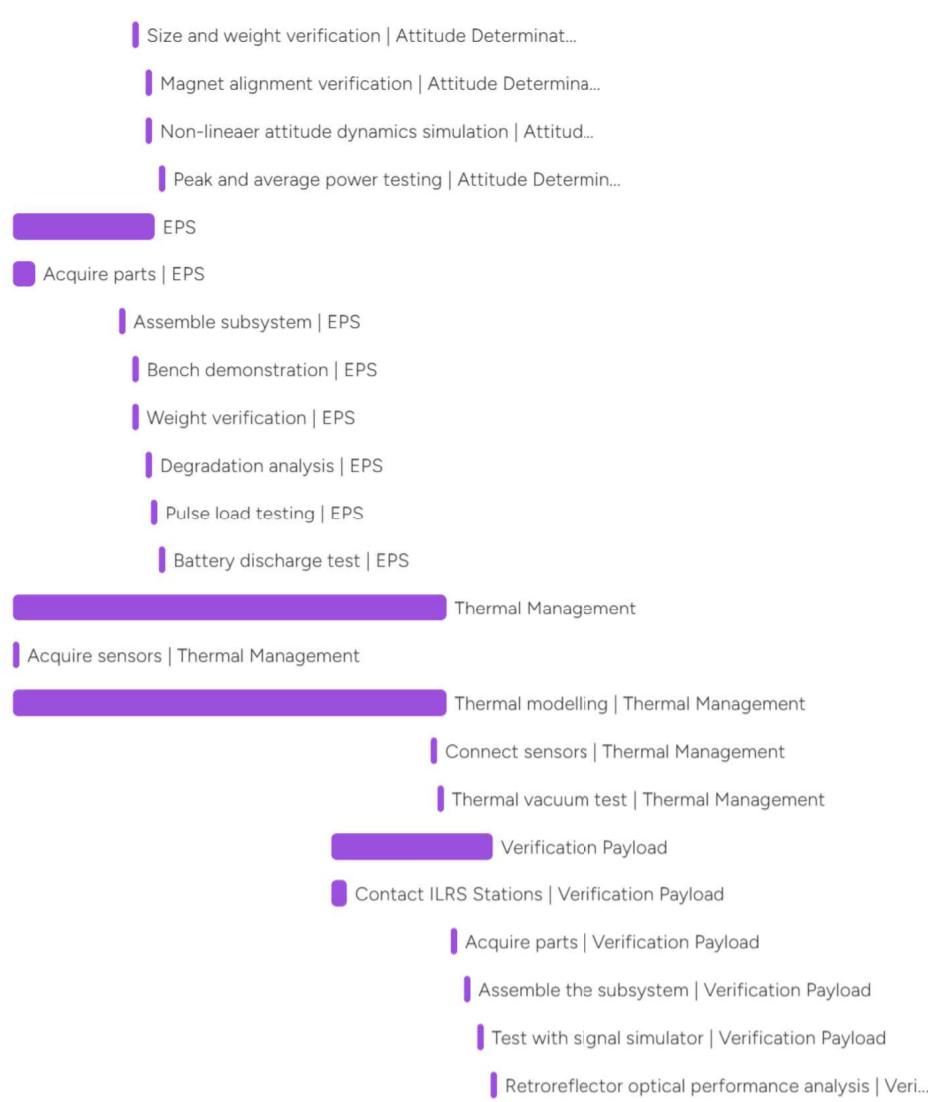 Size and weight verification | Attitude Determinat...
Magnet alignment verification | Attitude Determina...
Non-lineaer attitude dynamics simulation | Attitud...
Peak and average power testing | Attitude Determin...
EPS
Acquire parts | EPS
Assemble subsystem | EPS
Bench demonstration | EPS
Weight verification | EPS
Degradation analysis | EPS
Pulse load testing | EPS
Battery discharge test | EPS
Thermal Management
Acquire sensors | Thermal Management
Thermal modelling | Thermal Management
Connect sensors | Thermal Management
Thermal vacuum test | Thermal Management
Verification Payload
Contact ILRS Stations | Verification Payload
Acquire parts | Verification Payload
Assemble the subsystem | Verification Payload
Test with signal simulator | Verification Payload
Retroreflector optical performance analysis | Veri...